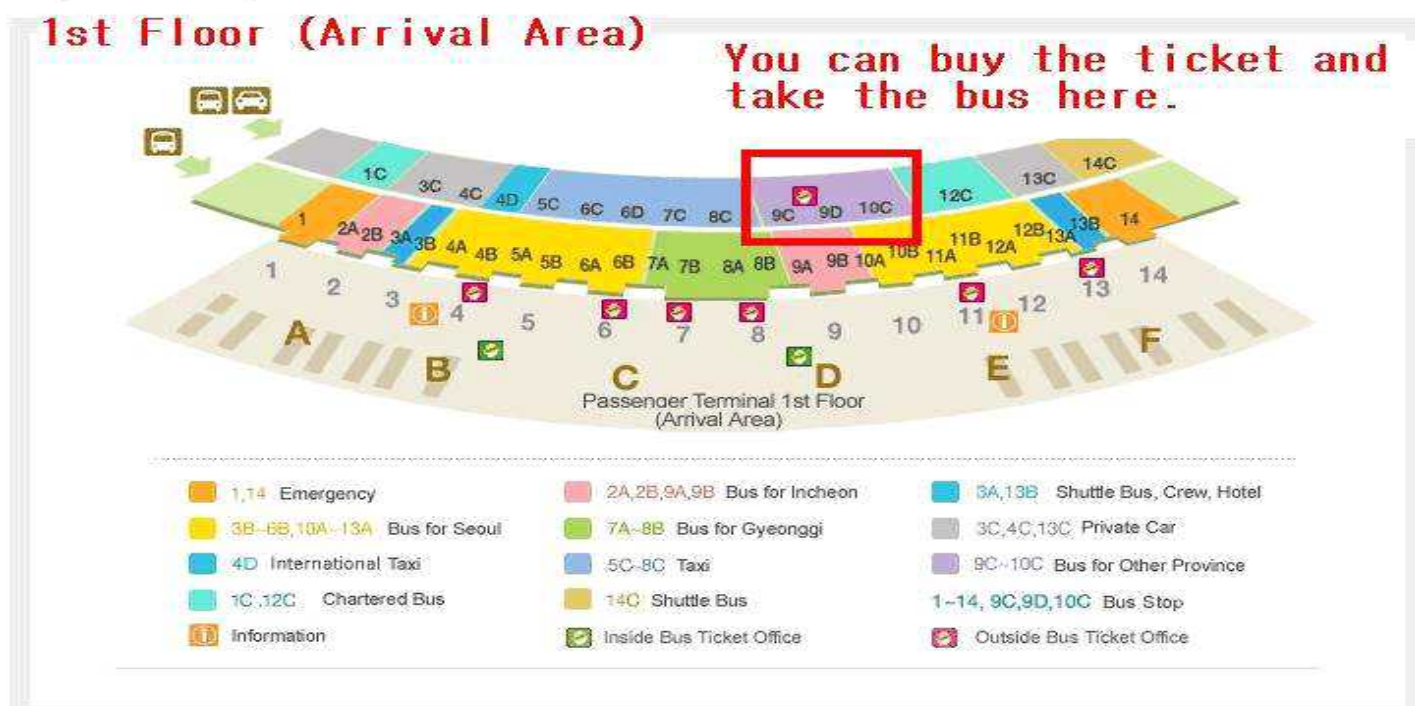 1st Floor (Arrival Area)
You can buy the ticket and
take the bus here.
1C 3C 4C 4D 5C 6C 6D 7C 8C 9C 9D 10C 12C 13C 14C
1 2A 2B 3A 3B 4A 4B 5A 5B 6A 6B 7A 7B 8A 8B 9A 9B 10A 10B 11A 11B 12A 12B 13A 13B 14
1 2 3 4 5 6 7 8 9 10 11 12 13 14
A B C D E F
Passenger Terminal 1st Floor
(Arrival Area)
1,14 Emergency
2A,2B,9A,9B Bus for Incheon
3A,13B Shuttle Bus, Crew, Hotel
3B~6B,10A~13A Bus for Seoul
7A~8B Bus for Gyeonggi
3C,4C,13C Private Car
4D International Taxi
5C~8C Taxi
9C~10C Bus for Other Province
1C,12C Chartered Bus
14C Shuttle Bus
1~14, 9C,9D,10C Bus Stop
Information
Inside Bus Ticket Office
Outside Bus Ticket Office